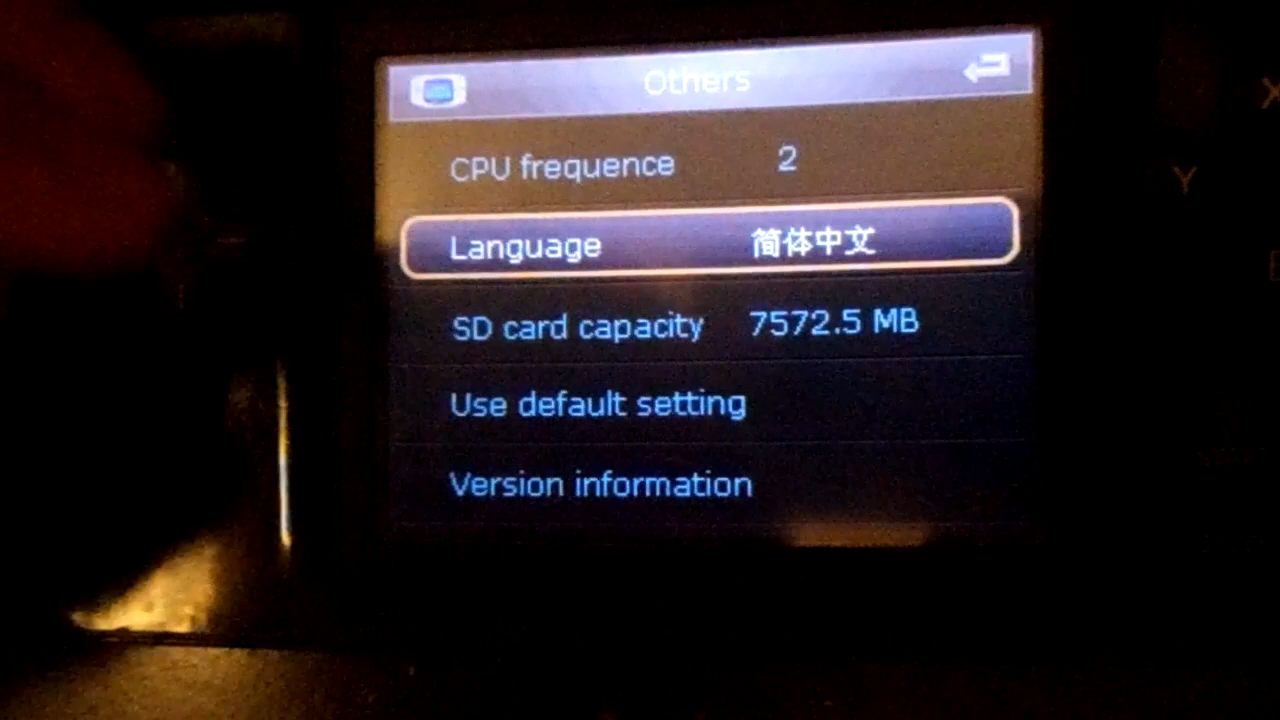 Others
CPU frequence 2
Language 简体中文
SD card capacity 7572.5 MB
Use default setting
Version information
Y
X